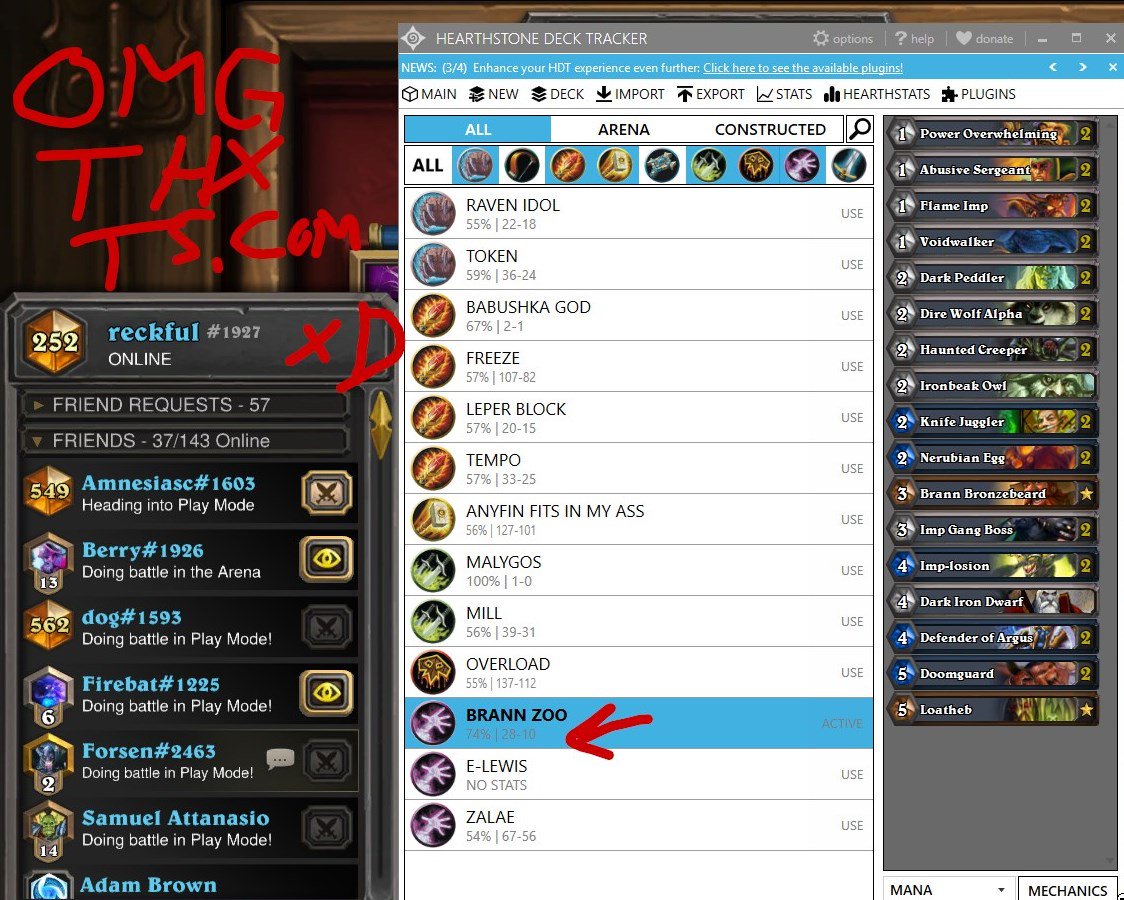 OMG
THX
TS.COM
XD
252
reckful #1927
ONLINE
FRIEND REQUESTS - 57
FRIENDS - 37/143 Online
549
Amnesiasc#1603
Heading into Play Mode
13
Berry#1926
Doing battle in the Arena
562
dog#1593
Doing battle in Play Mode!
6
Firebat#1225
Doing battle in Play Mode!
2
Forsen#2463
Doing battle in Play Mode!
14
Samuel Attanasio
Doing battle in Play Mode!
Adam Brown
HEARTHSTONE DECK TRACKER
options
? help
donate
NEWS: (3/4) Enhance your HDT experience even further: Click here to see the available plugins!
MAIN NEW DECK IMPORT EXPORT STATS HEARTHSTATS PLUGINS
ALL ARENA CONSTRUCTED
ALL
RAVEN IDOL
55% | 22-18
USE
TOKEN
59% | 36-24
USE
BABUSHKA GOD
67% | 2-1
USE
FREEZE
57% | 107-82
USE
LEPER BLOCK
57% | 20-15
USE
TEMPO
57% | 33-25
USE
ANYFIN FITS IN MY ASS
56% | 127-101
USE
MALYGOS
100% | 1-0
USE
MILL
56% | 39-31
USE
OVERLOAD
55% | 137-112
USE
BRANN ZOO
74% | 28-10
ACTIVE
E-LEWIS
NO STATS
USE
ZALAE
54% | 67-56
USE
1 Power Overwhelming 2
1 Abusive Sergeant 2
1 Flame Imp 2
1 Voidwalker 2
2 Dark Peddler 2
2 Dire Wolf Alpha 2
2 Haunted Creeper 2
2 Ironbeak Owl
2 Knife Juggler 2
2 Nerubian Egg 2
3 Brann Bronzebeard
3 Imp Gang Boss 2
4 Imp-losion 2
4 Dark Iron Dwarf
4 Defender of Argus 2
5 Doomguard 2
5 Loatheb
MANA
MECHANICS